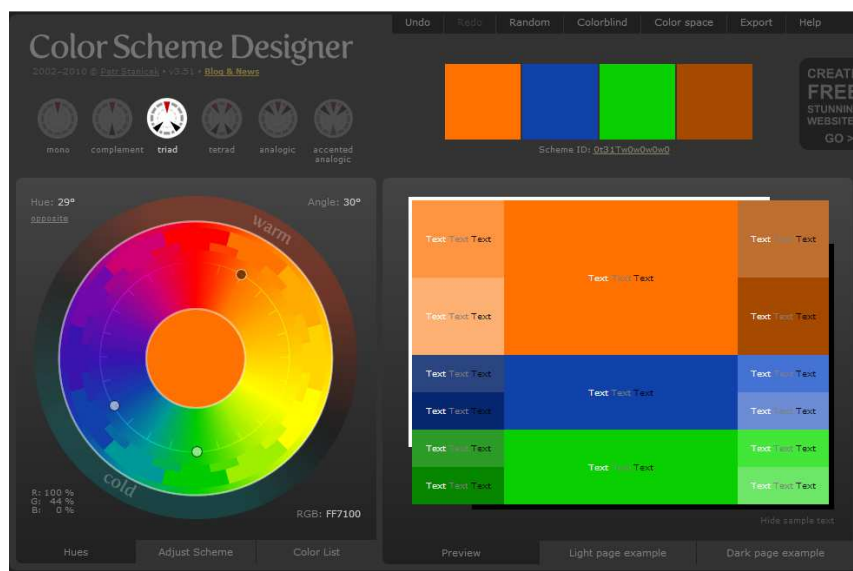 Undo Redo Random Colorblind Color space Export Help
Color Scheme Designer
2002–2010 © Petr Stanicek • v3.51 • Blog & News
CREATE
FREE
STUNNIN
WEBSITE
GO >
mono complement triad tetrad analogic accented
analogic
Scheme ID: 0t31Tw0w0w0w0
Hue: 29°
Angle: 30°
opposite
warm
cold
R: 100 %
G: 44 %
B: 0 %
RGB: FF7100
Hues Adjust Scheme Color List
Text Text Text Text Text Text
Text Text Text
Text Text Text Text Text Text
Text Text Text Text Text Text
Text Text Text
Text Text Text Text Text Text
Text Text Text Text Text Text
Text Text Text
Text Text Text Text Text Text
Hide sample text
Preview Light page example Dark page example